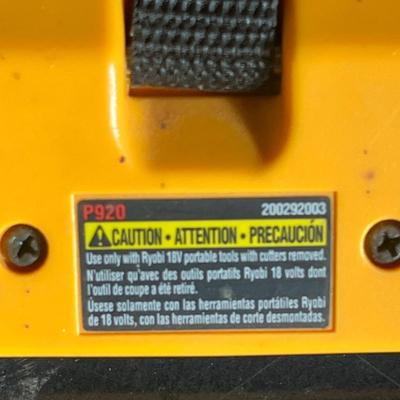 P920 200292003
CAUTION • ATTENTION • PRECAUCIÓN
Use only with Ryobi 18V portable tools with cutters removed.
N'utiliser qu'avec des outils portatifs Ryobi 18 volts dont
l'outil de coupe a été retiré.
Úsese solamente con las herramientas portátiles Ryobi
de 18 volts, con las herramientas de corte desmontadas.